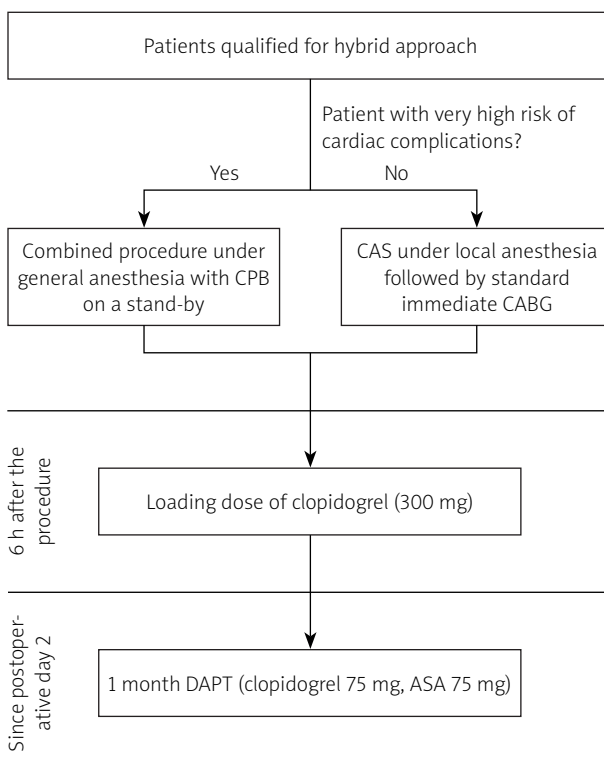 Patients qualified for hybrid approach
Patient with very high risk of
cardiac complications?
Yes
No
Combined procedure under
general anesthesia with CPB
on a stand-by
CAS under local anesthesia
followed by standard
immediate CABG
6 h after the
procedure
Loading dose of clopidogrel (300 mg)
Since postoper-
ative day 2
1 month DAPT (clopidogrel 75 mg, ASA 75 mg)